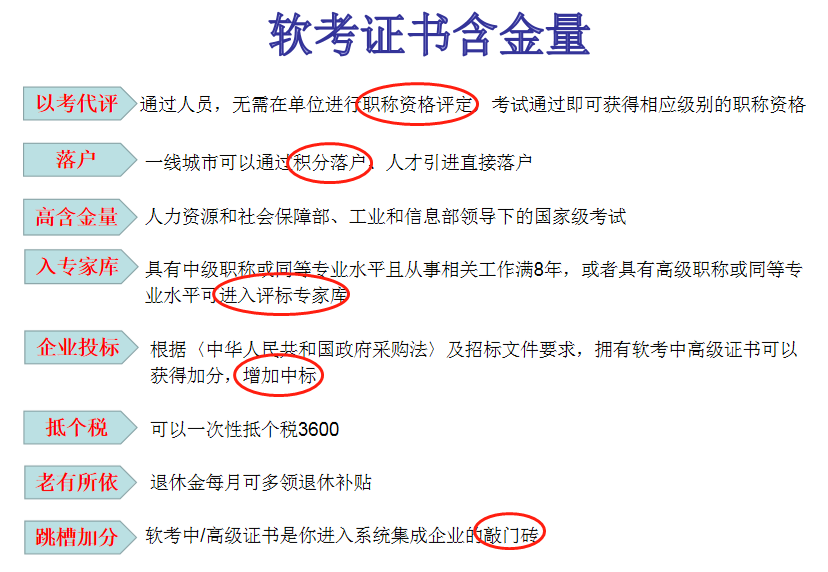 软考证书含金量
以考代评 通过人员，无需在单位进行职称资格评定，考试通过即可获得相应级别的职称资格
落户 一线城市可以通过积分落户，人才引进直接落户
高含金量 人力资源和社会保障部、工业和信息部领导下的国家级考试
入专家库 具有中级职称或同等专业水平且从事相关工作满8年，或者具有高级职称或同等专
业水平可进入评标专家库
企业投标 根据〈中华人民共和国政府采购法〉及招标文件要求，拥有软考中高级证书可以
获得加分，增加中标
抵个税 可以一次性抵个税3600
老有所依 退休金每月可多领退休补贴
跳槽加分 软考中/高级证书是你进入系统集成企业的敲门砖